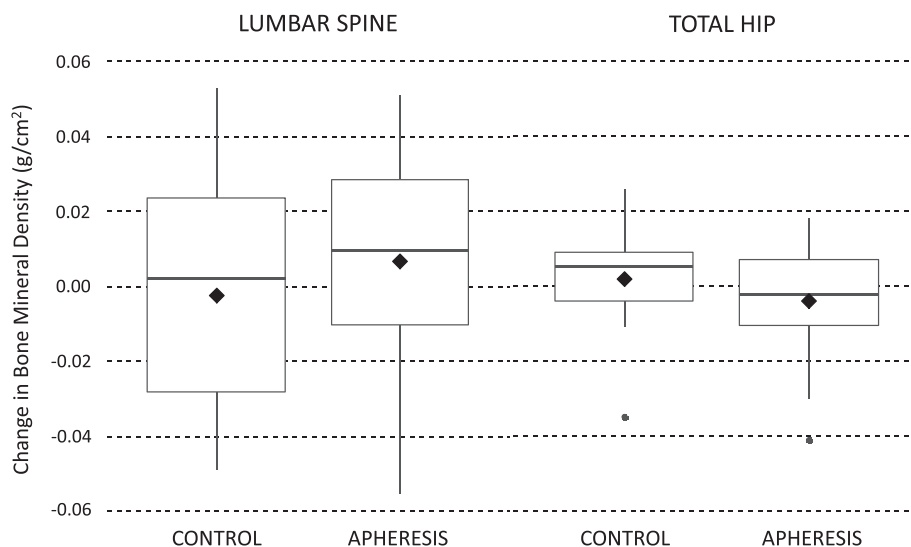 LUMBAR SPINE
TOTAL HIP
Change in Bone Mineral Density (g/cm²)
0.06
0.04
0.02
0.00
-0.02
-0.04
-0.06
CONTROL
APHERESIS
CONTROL
APHERESIS